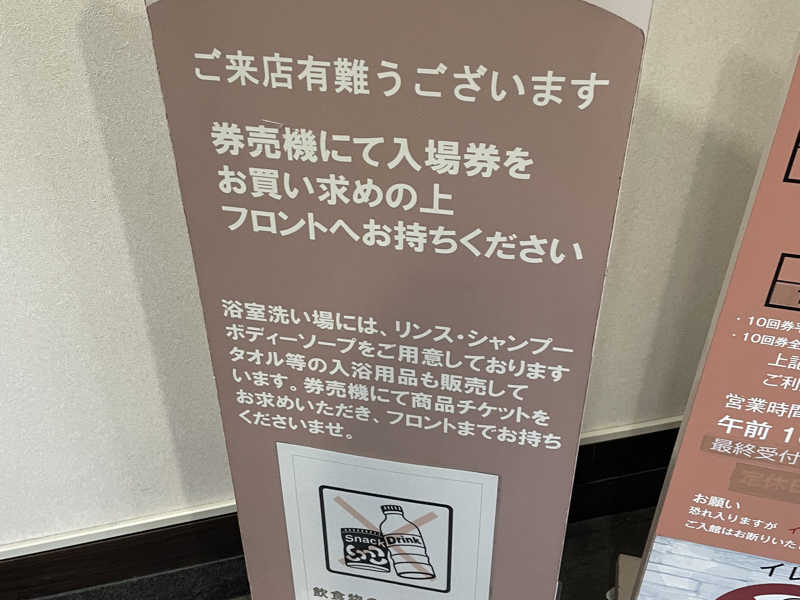 ご来店有難うございます
券売機にて入場券を
お買い求めの上
フロントへお持ちください
浴室洗い場には、リンス・シャンプー
ボディーソープをご用意しております
タオル等の入浴用品も販売して
います。券売機にて商品チケットを
お求めいただき、フロントまでお持ち
くださいませ。
Snack
Drink
飲食物
・10回券
・10回券
上記
ご利
営業時間
午前 1
最終受付
定休日
お願い
恐れ入りますが
ご入館はお断りいた